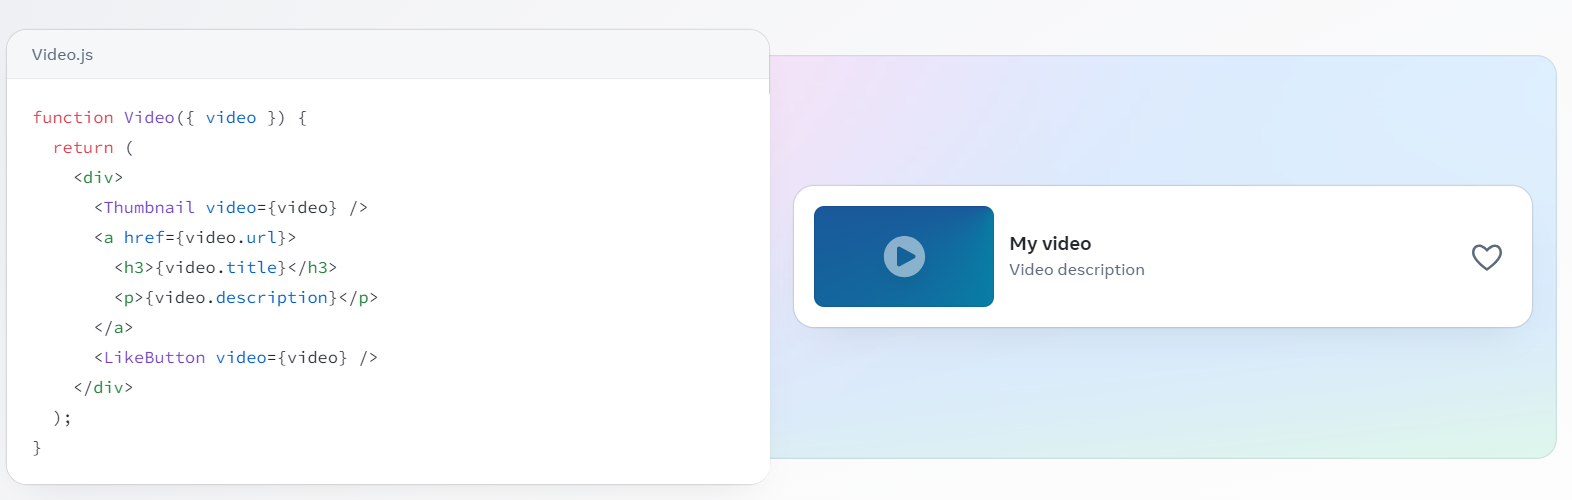 Video.js
function Video({ video }) {
  return (
    <div>
      <Thumbnail video={video} />
      <a href={video.url}>
        <h3>{video.title}</h3>
        <p>{video.description}</p>
      </a>
      <LikeButton video={video} />
    </div>
  );
}
My video
Video description